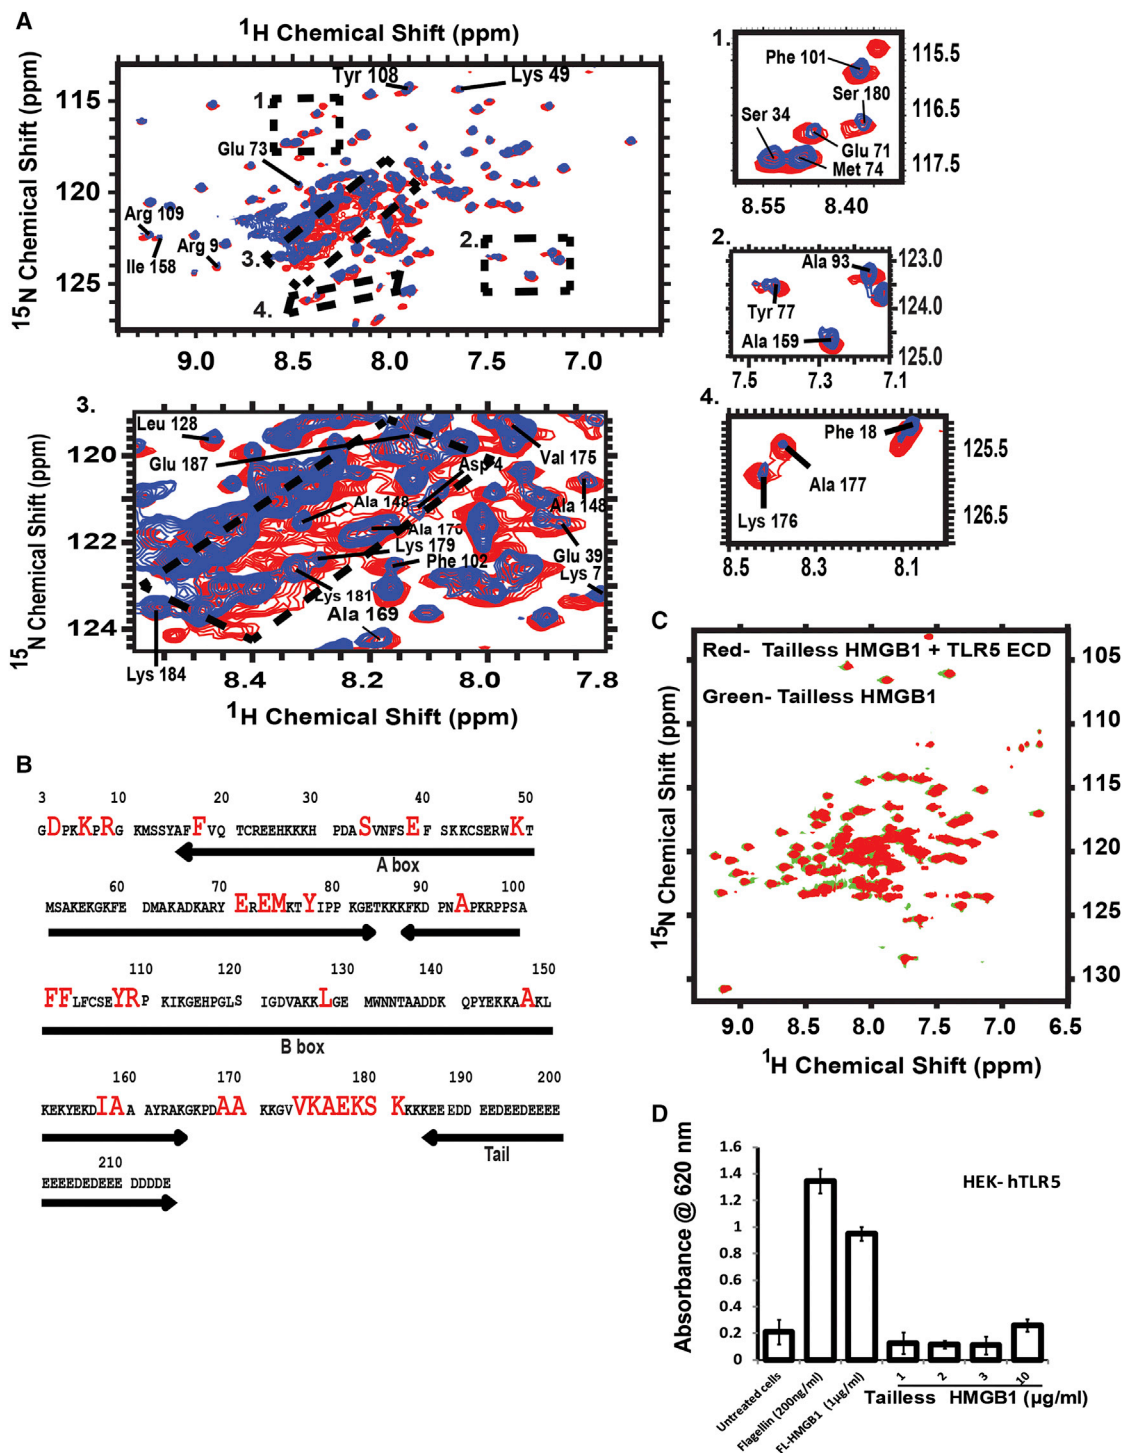 A
1H Chemical Shift (ppm)
15N Chemical Shift (ppm)
115
120
125
9.0
8.5
8.0
7.5
7.0
Tyr 108
Lys 49
1.
Glu 73
Arg 109
Ile 158
Arg 9
3.
2.
4.
1.
Phe 101
Ser 180
Ser 34
Glu 71
Met 74
115.5
116.5
117.5
8.55
8.40
2.
Ala 93
Tyr 77
Ala 159
123.0
124.0
125.0
7.5
7.3
7.1
3.
15N Chemical Shift (ppm)
120
122
124
Leu 128
Glu 187
Asp 4
Val 175
Ala 148
Ala 148
Ala 170
Lys 179
Glu 39
Phe 102
Lys 7
Lys 181
Ala 169
Lys 184
8.4
8.2
8.0
7.8
1H Chemical Shift (ppm)
4.
Phe 18
Ala 177
Lys 176
125.5
126.5
8.5
8.3
8.1
B
3 10 20 30 40 50
GDPKKPRG KMSSYAFFVQ TCREEHKKKH PDASVNFSEF SKKCSERWKT
A box
60 70 80 90 100
MSAKEKGKFE DMAKADKARY EREMKTYIPP KGETKKKFKD PNAPKRPPSA
110 120 130 140 150
FFLFCSEYRP KIKGEHPGLS IGDVAKKLGE MWNNTAADDK QPYEKKAAKL
B box
160 170 180 190 200
KEKYEKDIAA AYRAKGKPDAA KKGVVKAEKS KKKKEEEDD EEDEEDEEEE
Tail
210
EEEEDEDEEE DDDDE
C
Red- Tailless HMGB1 + TLR5 ECD
Green- Tailless HMGB1
15N Chemical Shift (ppm)
105
110
115
120
125
130
9.0
8.5
8.0
7.5
7.0
6.5
1H Chemical Shift (ppm)
D
HEK- hTLR5
Absorbance @ 620 nm
1.6
1.4
1.2
1
0.8
0.6
0.4
0.2
0
Untreated cells
Flagellin (200ng/ml)
FL-HMGB1 (1µg/ml)
1
2
3
10
Tailless HMGB1 (µg/ml)